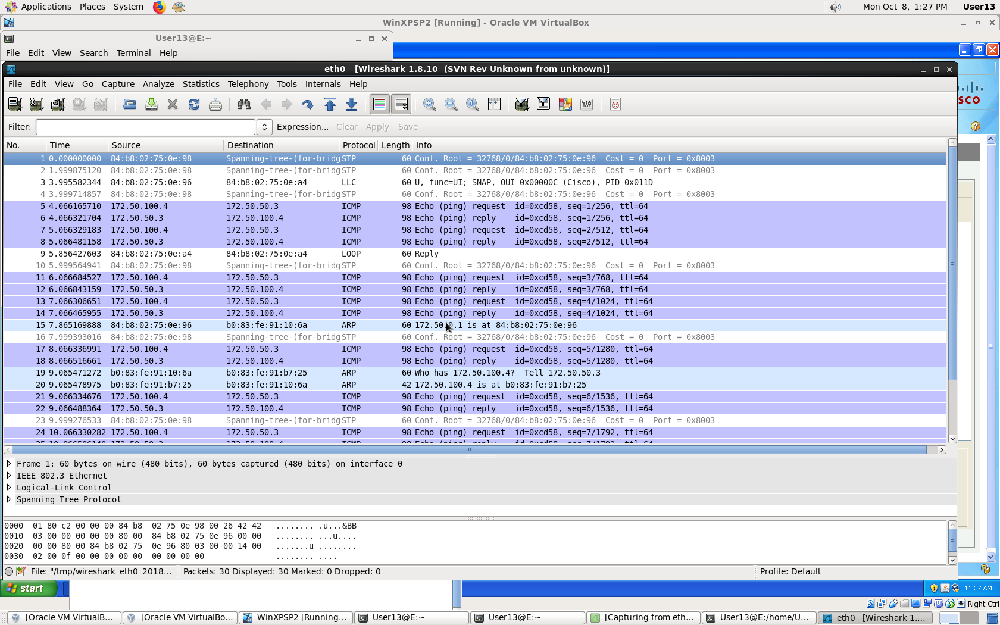 Applications Places System Mon Oct 8, 1:27 PM User13
WinXPSP2 [Running] - Oracle VM VirtualBox
User13@E:~
File Edit View Search Terminal Help
eth0 [Wireshark 1.8.10 (SVN Rev Unknown from unknown)]
File Edit View Go Capture Analyze Statistics Telephony Tools Internals Help
Filter: Expression... Clear Apply Save
No. Time Source Destination Protocol Length Info
1 0.000000000 84:b8:02:75:0e:98 Spanning-tree-(for-bridg STP 60 Conf. Root = 32768/0/84:b8:02:75:0e:96 Cost = 0 Port = 0x8003
2 1.999875120 84:b8:02:75:0e:98 Spanning-tree-(for-bridg STP 60 Conf. Root = 32768/0/84:b8:02:75:0e:96 Cost = 0 Port = 0x8003
3 3.995582344 84:b8:02:75:0e:96 84:b8:02:75:0e:a4 LLC 60 U, func=UI; SNAP, OUI 0x00000C (Cisco), PID 0x011D
4 3.999714857 84:b8:02:75:0e:98 Spanning-tree-(for-bridg STP 60 Conf. Root = 32768/0/84:b8:02:75:0e:96 Cost = 0 Port = 0x8003
5 4.066165710 172.50.100.4 172.50.50.3 ICMP 98 Echo (ping) request id=0xcd58, seq=1/256, ttl=64
6 4.066321704 172.50.50.3 172.50.100.4 ICMP 98 Echo (ping) reply id=0xcd58, seq=1/256, ttl=64
7 5.066329183 172.50.100.4 172.50.50.3 ICMP 98 Echo (ping) request id=0xcd58, seq=2/512, ttl=64
8 5.066481158 172.50.50.3 172.50.100.4 ICMP 98 Echo (ping) reply id=0xcd58, seq=2/512, ttl=64
9 5.856427603 84:b8:02:75:0e:a4 84:b8:02:75:0e:a4 LOOP 60 Reply
10 5.999564941 84:b8:02:75:0e:98 Spanning-tree-(for-bridg STP 60 Conf. Root = 32768/0/84:b8:02:75:0e:96 Cost = 0 Port = 0x8003
11 6.066684527 172.50.100.4 172.50.50.3 ICMP 98 Echo (ping) request id=0xcd58, seq=3/768, ttl=64
12 6.066843159 172.50.50.3 172.50.100.4 ICMP 98 Echo (ping) reply id=0xcd58, seq=3/768, ttl=64
13 7.066306651 172.50.100.4 172.50.50.3 ICMP 98 Echo (ping) request id=0xcd58, seq=4/1024, ttl=64
14 7.066465955 172.50.50.3 172.50.100.4 ICMP 98 Echo (ping) reply id=0xcd58, seq=4/1024, ttl=64
15 7.865169888 84:b8:02:75:0e:96 b0:83:fe:91:10:6a ARP 60 is at 84:b8:02:75:0e:96
16 7.999393016 84:b8:02:75:0e:98 Spanning-tree-(for-bridg STP 60 Conf. Root = 32768/0/84:b8:02:75:0e:96 Cost = 0 Port = 0x8003
17 8.066336991 172.50.100.4 172.50.50.3 ICMP 98 Echo (ping) request id=0xcd58, seq=5/1280, ttl=64
18 8.066516661 172.50.50.3 172.50.100.4 ICMP 98 Echo (ping) reply id=0xcd58, seq=5/1280, ttl=64
19 9.065471272 b0:83:fe:91:10:6a b0:83:fe:91:b7:25 ARP 60 Who has 172.50.100.4? Tell 172.50.50.3
20 9.065478975 b0:83:fe:91:b7:25 b0:83:fe:91:10:6a ARP 42 172.50.100.4 is at b0:83:fe:91:b7:25
21 9.066334676 172.50.100.4 172.50.50.3 ICMP 98 Echo (ping) request id=0xcd58, seq=6/1536, ttl=64
22 9.066488364 172.50.50.3 172.50.100.4 ICMP 98 Echo (ping) reply id=0xcd58, seq=6/1536, ttl=64
23 9.999276533 84:b8:02:75:0e:98 Spanning-tree-(for-bridg STP 60 Conf. Root = 32768/0/84:b8:02:75:0e:96 Cost = 0 Port = 0x8003
24 10.066330282 172.50.100.4 172.50.50.3 ICMP 98 Echo (ping) request id=0xcd58, seq=7/1792, ttl=64
Frame 1: 60 bytes on wire (480 bits), 60 bytes captured (480 bits) on interface 0
IEEE 802.3 Ethernet
Logical-Link Control
Spanning Tree Protocol
0000 01 80 c2 00 00 00 84 b8 02 75 0e 98 00 26 42 42 ........ .u...&BB
0010 03 00 00 00 00 00 80 00 84 b8 02 75 0e 96 00 00 ........ ...u....
0020 00 00 80 00 84 b8 02 75 0e 96 80 03 00 00 14 00 .......u ........
0030 02 00 0f 00 00 00 00 00 00 00 00 00 ........ ....
File: "/tmp/wireshark_eth0_2018... Packets: 30 Displayed: 30 Marked: 0 Dropped: 0 Profile: Default
start 11:27 AM
Right Ctrl
[Oracle VM VirtualB... [Oracle VM VirtualBo... WinXPSP2 [Running... User13@E:~ User13@E:~ [Capturing from eth... User13@E:/home/U... eth0 [Wireshark 1....